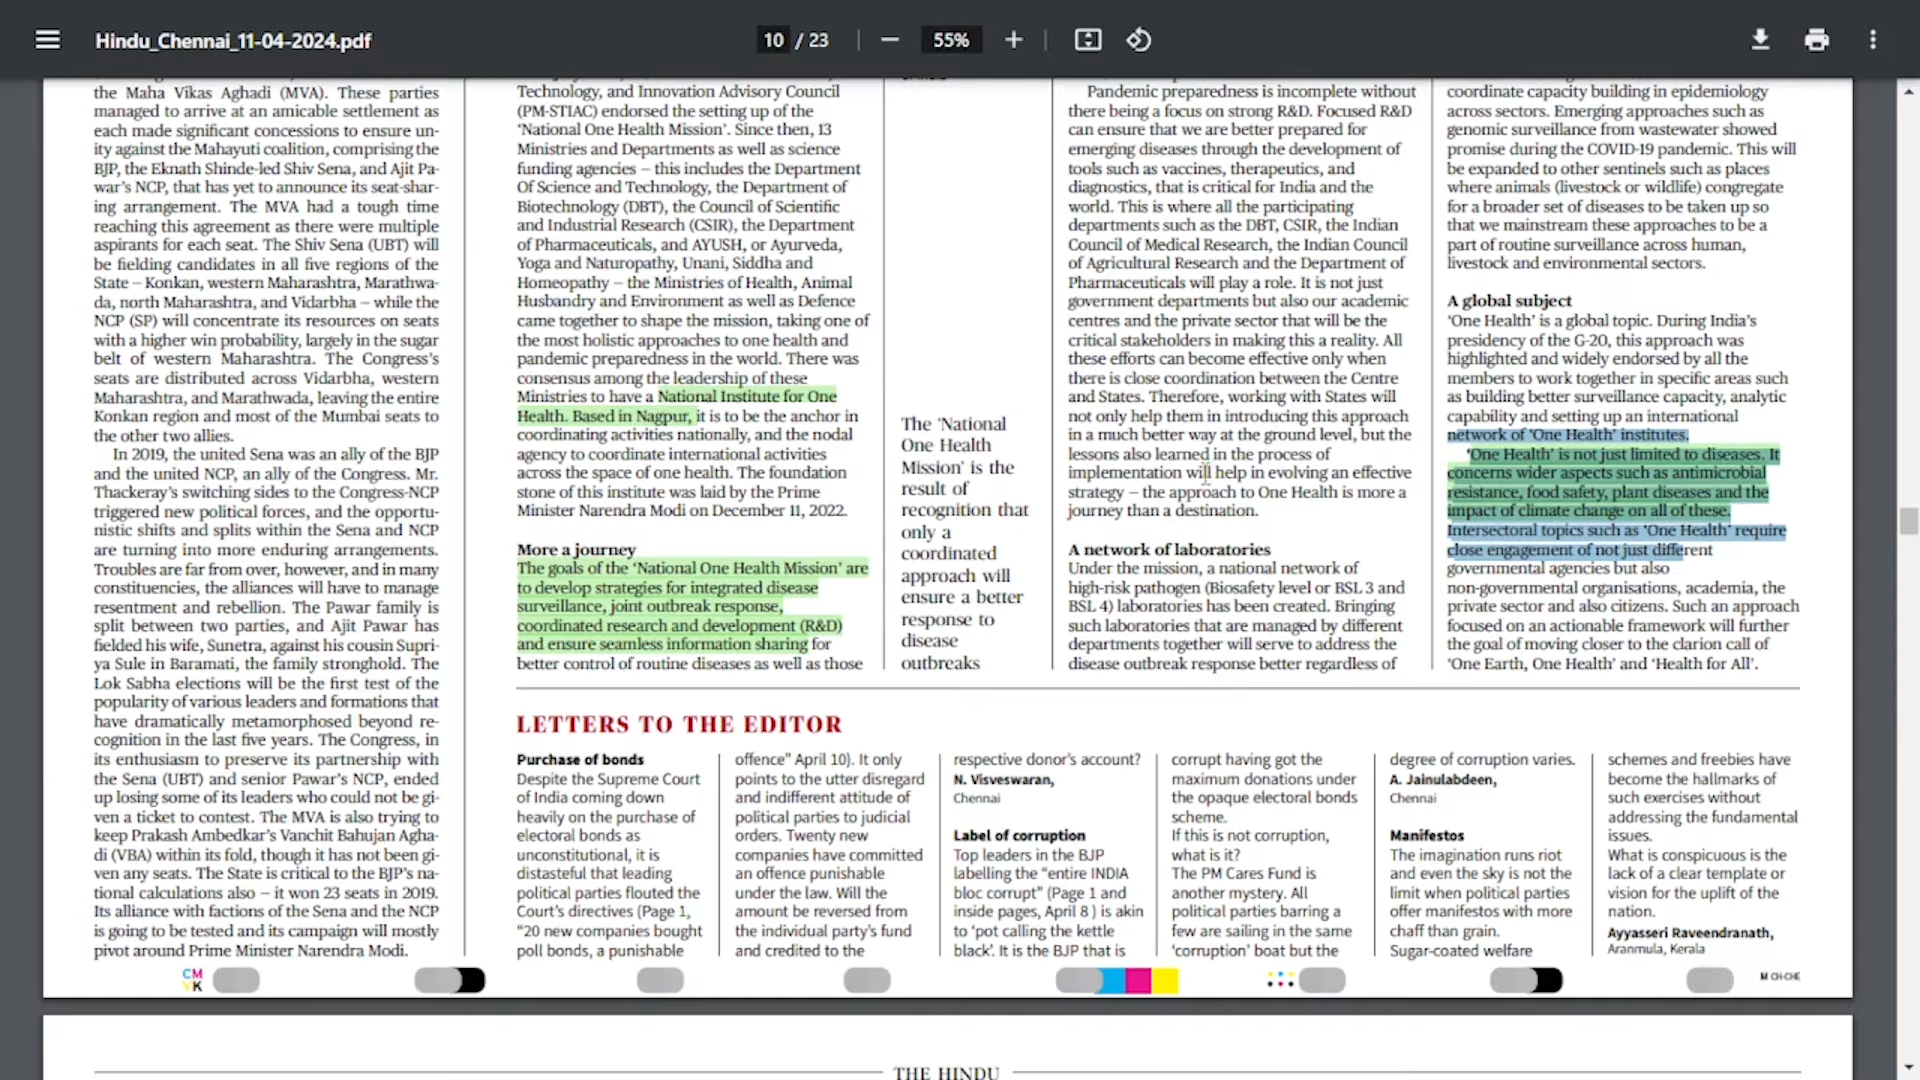 Hindu_Chennai_11-04-2024.pdf
10 / 23
55%
the Maha Vikas Aghadi (MVA). These parties
managed to arrive at an amicable settlement as
each made significant concessions to ensure un-
ity against the Mahayuti coalition, comprising the
BJP, the Eknath Shinde-led Shiv Sena, and Ajit Pa-
war’s NCP, that has yet to announce its seat-shar-
ing arrangement. The MVA had a tough time
reaching this agreement as there were multiple
aspirants for each seat. The Shiv Sena (UBT) will
be fielding candidates in all five regions of the
State – Konkan, western Maharashtra, Marathwa-
da, north Maharashtra, and Vidarbha – while the
NCP (SP) will concentrate its resources on seats
with a higher win probability, largely in the sugar
belt of western Maharashtra. The Congress’s
seats are distributed across Vidarbha, western
Maharashtra, and Marathwada, leaving the entire
Konkan region and most of the Mumbai seats to
the other two allies.
In 2019, the united Sena was an ally of the BJP
and the united NCP, an ally of the Congress. Mr.
Thackeray’s switching sides to the Congress-NCP
triggered new political forces, and the opportu-
nistic shifts and splits within the Sena and NCP
are turning into more enduring arrangements.
Troubles are far from over, however, and in many
constituencies, the alliances will have to manage
resentment and rebellion. The Pawar family is
split between two parties, and Ajit Pawar has
fielded his wife, Sunetra, against his cousin Supri-
ya Sule in Baramati, the family stronghold. The
Lok Sabha elections will be the first test of the
popularity of various leaders and formations that
have dramatically metamorphosed beyond re-
cognition in the last five years. The Congress, in
its enthusiasm to preserve its partnership with
the Sena (UBT) and senior Pawar’s NCP, ended
up losing some of its leaders who could not be gi-
ven a ticket to contest. The MVA is also trying to
keep Prakash Ambedkar’s Vanchit Bahujan Agha-
di (VBA) within its fold, though it has not been gi-
ven any seats. The State is critical to the BJP’s na-
tional calculations also – it won 23 seats in 2019.
Its alliance with factions of the Sena and the NCP
is going to be tested and its campaign will mostly
pivot around Prime Minister Narendra Modi.
Technology, and Innovation Advisory Council
(PM-STIAC) endorsed the setting up of the
‘National One Health Mission’. Since then, 13
Ministries and Departments as well as science
funding agencies – this includes the Department
Of Science and Technology, the Department of
Biotechnology (DBT), the Council of Scientific
and Industrial Research (CSIR), the Department
of Pharmaceuticals, and AYUSH, or Ayurveda,
Yoga and Naturopathy, Unani, Siddha and
Homeopathy – the Ministries of Health, Animal
Husbandry and Environment as well as Defence
came together to shape the mission, taking one of
the most holistic approaches to one health and
pandemic preparedness in the world. There was
consensus among the leadership of these
Ministries to have a National Institute for One
Health. Based in Nagpur, it is to be the anchor in
coordinating activities nationally, and the nodal
agency to coordinate international activities
across the space of one health. The foundation
stone of this institute was laid by the Prime
Minister Narendra Modi on December 11, 2022.
More a journey
The goals of the ‘National One Health Mission’ are
to develop strategies for integrated disease
surveillance, joint outbreak response,
coordinated research and development (R&D)
and ensure seamless information sharing for
better control of routine diseases as well as those
The ‘National
One Health
Mission’ is the
result of
recognition that
only a
coordinated
approach will
ensure a better
response to
disease
outbreaks
Pandemic preparedness is incomplete without
there being a focus on strong R&D. Focused R&D
can ensure that we are better prepared for
emerging diseases through the development of
tools such as vaccines, therapeutics, and
diagnostics, that is critical for India and the
world. This is where all the participating
departments such as the DBT, CSIR, the Indian
Council of Medical Research, the Indian Council
of Agricultural Research and the Department of
Pharmaceuticals will play a role. It is not just
government departments but also our academic
centres and the private sector that will be the
critical stakeholders in making this a reality. All
these efforts can become effective only when
there is close coordination between the Centre
and States. Therefore, working with States will
not only help them in introducing this approach
in a much better way at the ground level, but the
lessons also learned in the process of
implementation will help in evolving an effective
strategy – the approach to One Health is more a
journey than a destination.
A network of laboratories
Under the mission, a national network of
high-risk pathogen (Biosafety level or BSL 3 and
BSL 4) laboratories has been created. Bringing
such laboratories that are managed by different
departments together will serve to address the
disease outbreak response better regardless of
coordinate capacity building in epidemiology
across sectors. Emerging approaches such as
genomic surveillance from wastewater showed
promise during the COVID-19 pandemic. This will
be expanded to other sentinels such as places
where animals (livestock or wildlife) congregate
for a broader set of diseases to be taken up so
that we mainstream these approaches to be a
part of routine surveillance across human,
livestock and environmental sectors.
A global subject
‘One Health’ is a global topic. During India’s
presidency of the G-20, this approach was
highlighted and widely endorsed by all the
members to work together in specific areas such
as building better surveillance capacity, analytic
capability and setting up an international
network of ‘One Health’ institutes.
‘One Health’ is not just limited to diseases. It
concerns wider aspects such as antimicrobial
resistance, food safety, plant diseases and the
impact of climate change on all of these.
Intersectoral topics such as ‘One Health’ require
close engagement of not just different
governmental agencies but also
non-governmental organisations, academia, the
private sector and also citizens. Such an approach
focused on an actionable framework will further
the goal of moving closer to the clarion call of
‘One Earth, One Health’ and ‘Health for All’.
LETTERS TO THE EDITOR
Purchase of bonds
Despite the Supreme Court
of India coming down
heavily on the purchase of
electoral bonds as
unconstitutional, it is
distasteful that leading
political parties flouted the
Court’s directives (Page 1,
“20 new companies bought
poll bonds, a punishable
offence” April 10). It only
points to the utter disregard
and indifferent attitude of
political parties to judicial
orders. Twenty new
companies have committed
an offence punishable
under the law. Will the
amount be reversed from
the individual party’s fund
and credited to the
respective donor’s account?
N. Visveswaran,
Chennai
Label of corruption
Top leaders in the BJP
labelling the “entire INDIA
bloc corrupt” (Page 1 and
inside pages, April 8 ) is akin
to ‘pot calling the kettle
black’. It is the BJP that is
corrupt having got the
maximum donations under
the opaque electoral bonds
scheme.
If this is not corruption,
what is it?
The PM Cares Fund is
another mystery. All
political parties barring a
few are sailing in the same
‘corruption’ boat but the
degree of corruption varies.
A. Jainulabdeen,
Chennai
Manifestos
The imagination runs riot
and even the sky is not the
limit when political parties
offer manifestos with more
chaff than grain.
Sugar-coated welfare
schemes and freebies have
become the hallmarks of
such exercises without
addressing the fundamental
issues.
What is conspicuous is the
lack of a clear template or
vision for the uplift of the
nation.
Ayyasseri Raveendranath,
Aranmula, Kerala
CM
YK
M CH-CHE
THE HINDU